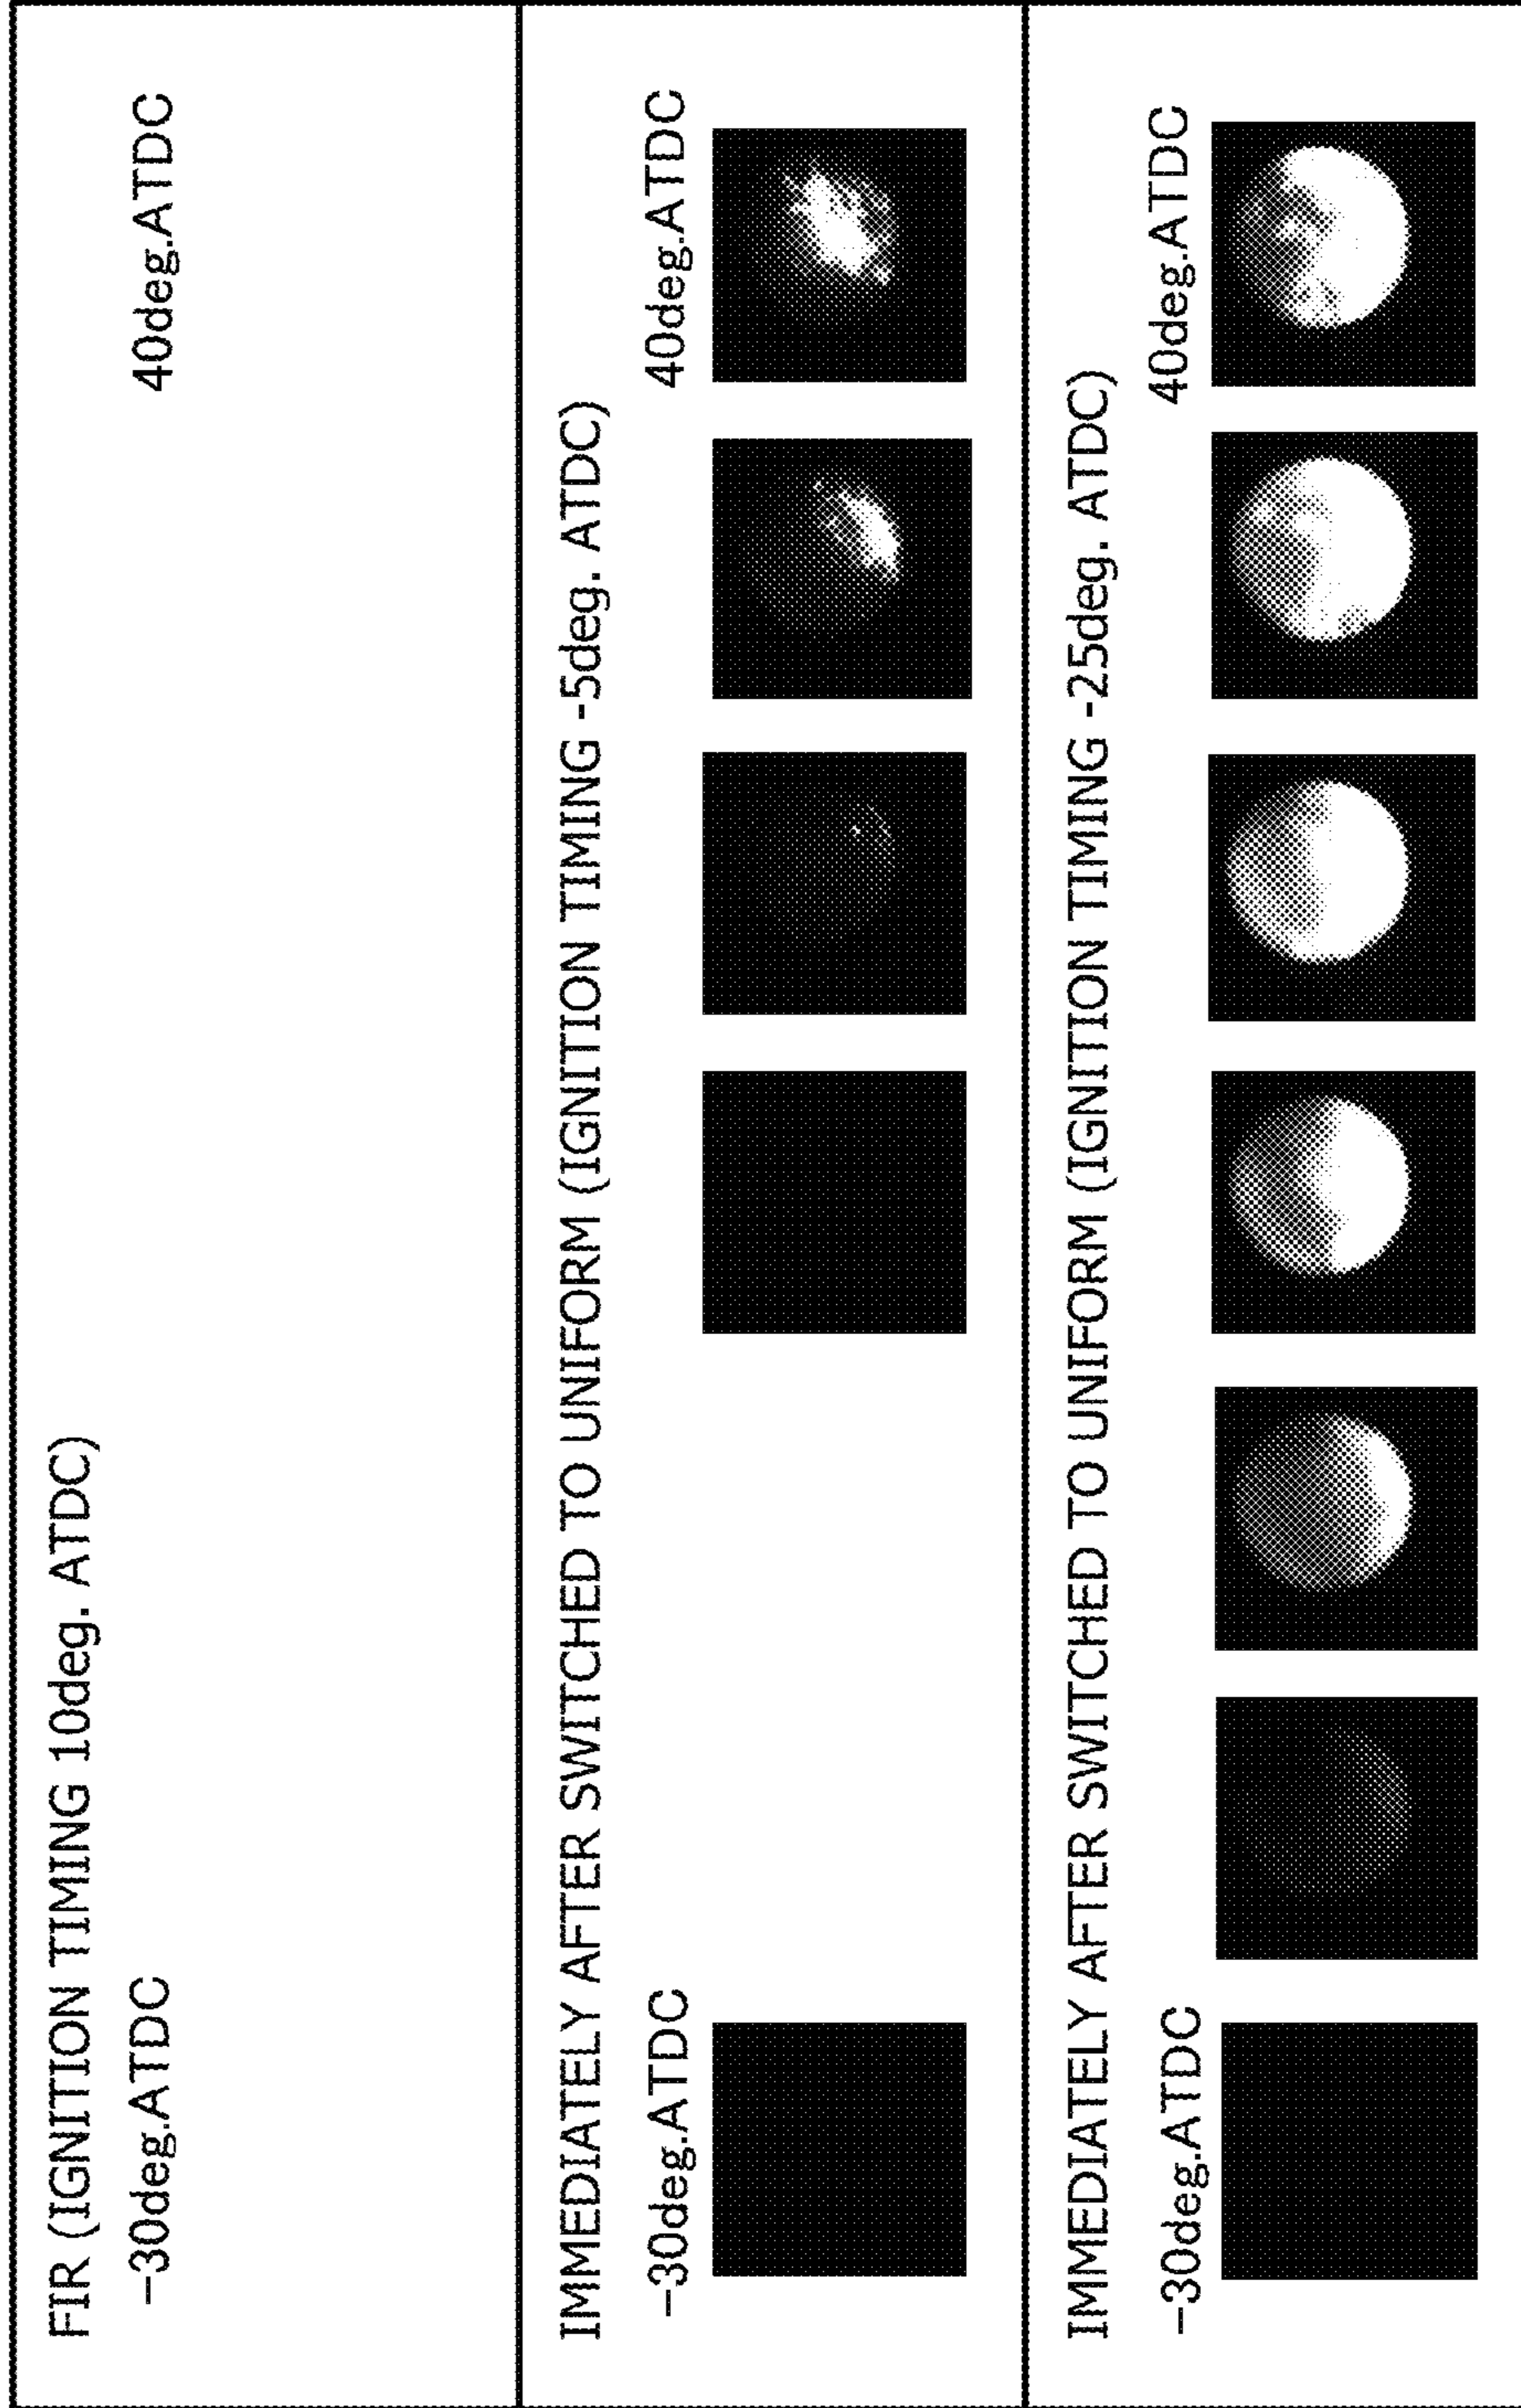 FIR (IGNITION TIMING 10deg. ATDC)
−30deg.ATDC 40deg.ATDC
IMMEDIATELY AFTER SWITCHED TO UNIFORM (IGNITION TIMING -5deg. ATDC)
−30deg.ATDC 40deg.ATDC
IMMEDIATELY AFTER SWITCHED TO UNIFORM (IGNITION TIMING -25deg. ATDC)
−30deg.ATDC 40deg.ATDC